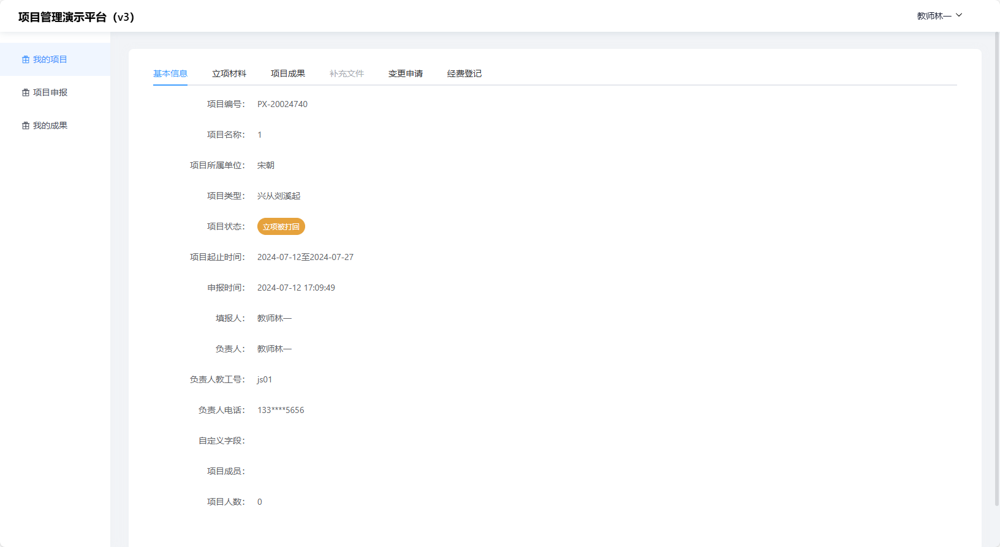 项目管理演示平台（v3）
教师林一
我的项目
项目申报
我的成果
基本信息 立项材料 项目成果 补充文件 变更申请 经费登记
项目编号： PX-20024740
项目名称： 1
项目所属单位： 宋朝
项目类型： 兴从剡溪起
项目状态： 立项被打回
项目起止时间： 2024-07-12至2024-07-27
申报时间： 2024-07-12 17:09:49
填报人： 教师林一
负责人： 教师林一
负责人教工号： js01
负责人电话： 133****5656
自定义字段：
项目成员：
项目人数： 0